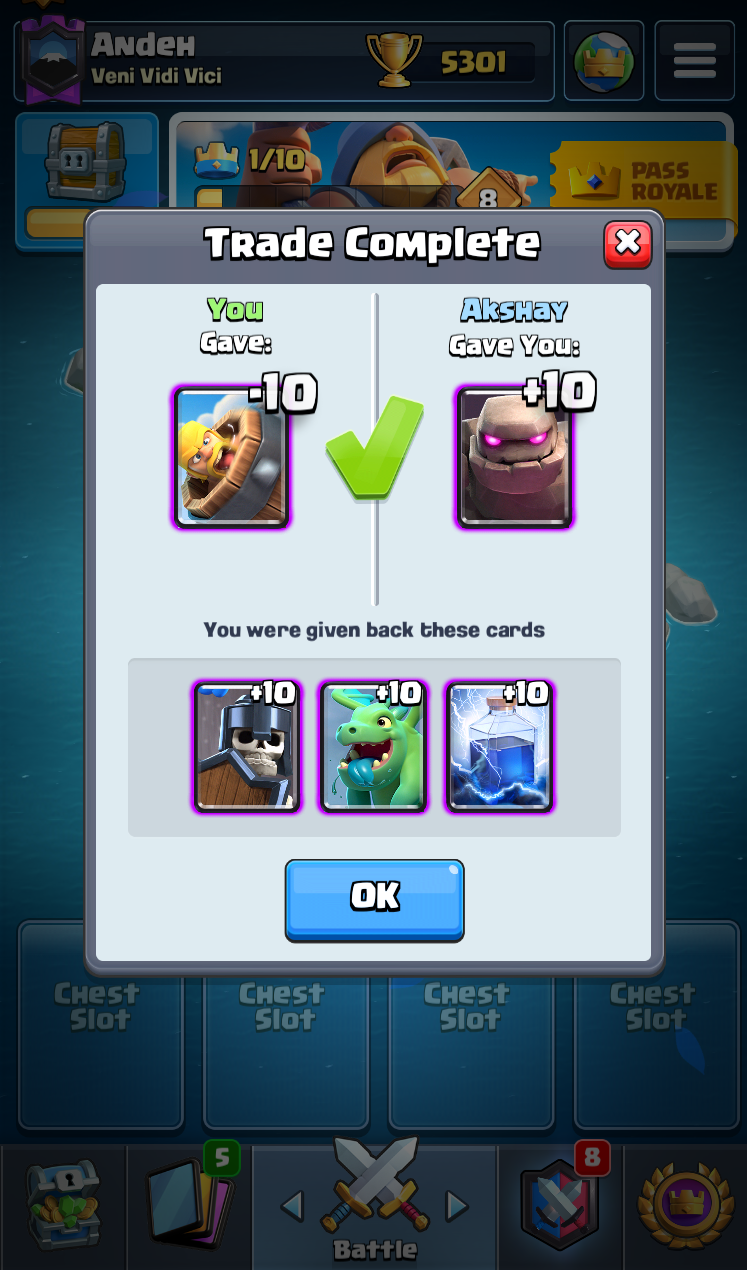 Andeh
Veni Vidi Vici
5301
1/10
8
PASS
ROYALE
Trade Complete
You
Gave:
-10
Akshay
Gave You:
+10
You were given back these cards
+10
+10
+10
OK
Chest
Slot
Chest
Slot
Chest
Slot
Chest
Slot
5
8
Battle